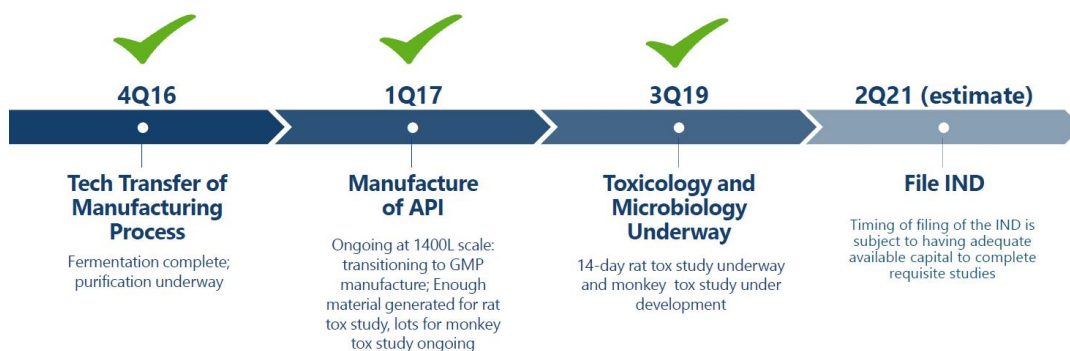 4Q16
1Q17
3Q19
2Q21 (estimate)
Tech Transfer of
Manufacturing
Process
Fermentation complete;
purification underway
Manufacture
of API
Ongoing at 1400L scale:
transitioning to GMP
manufacture; Enough
material generated for rat
tox study, lots for monkey
tox study ongoing
Toxicology and
Microbiology
Underway
14-day rat tox study underway
and monkey tox study under
development
File IND
Timing of filing of the IND is
subject to having adequate
available capital to complete
requisite studies